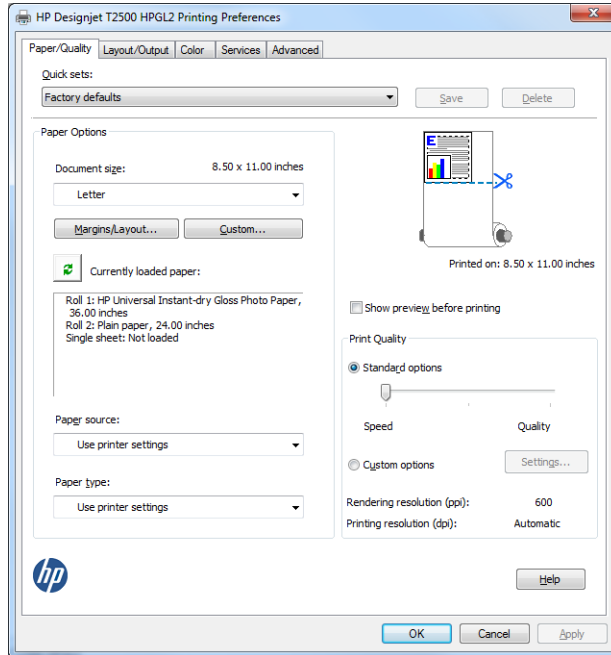 HP Designjet T2500 HPGL2 Printing Preferences
Paper/Quality Layout/Output Color Services Advanced
Quick sets:
Factory defaults
Save Delete
Paper Options
Document size: 8.50 x 11.00 inches
Letter
Margins/Layout... Custom...
Currently loaded paper:
Roll 1: HP Universal Instant-dry Gloss Photo Paper,
36.00 inches
Roll 2: Plain paper, 24.00 inches
Single sheet: Not loaded
Paper source:
Use printer settings
Paper type:
Use printer settings
E
Printed on: 8.50 x 11.00 inches
Show preview before printing
Print Quality
Standard options
Speed Quality
Custom options Settings...
Rendering resolution (ppi): 600
Printing resolution (dpi): Automatic
hp
Help
OK Cancel Apply